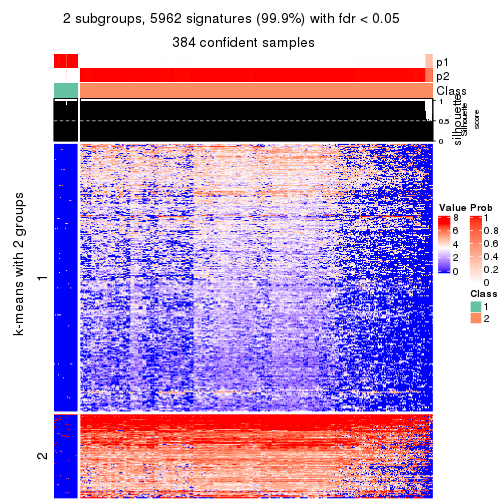 2 subgroups, 5962 signatures (99.9%) with fdr < 0.05
384 confident samples
p1
p2
Class
1
0.5
0
silhouette
Silhouette
score
k-means with 2 groups
1
2
Value
8
6
4
2
0
Prob
1
0.8
0.6
0.4
0.2
0
Class
1
2